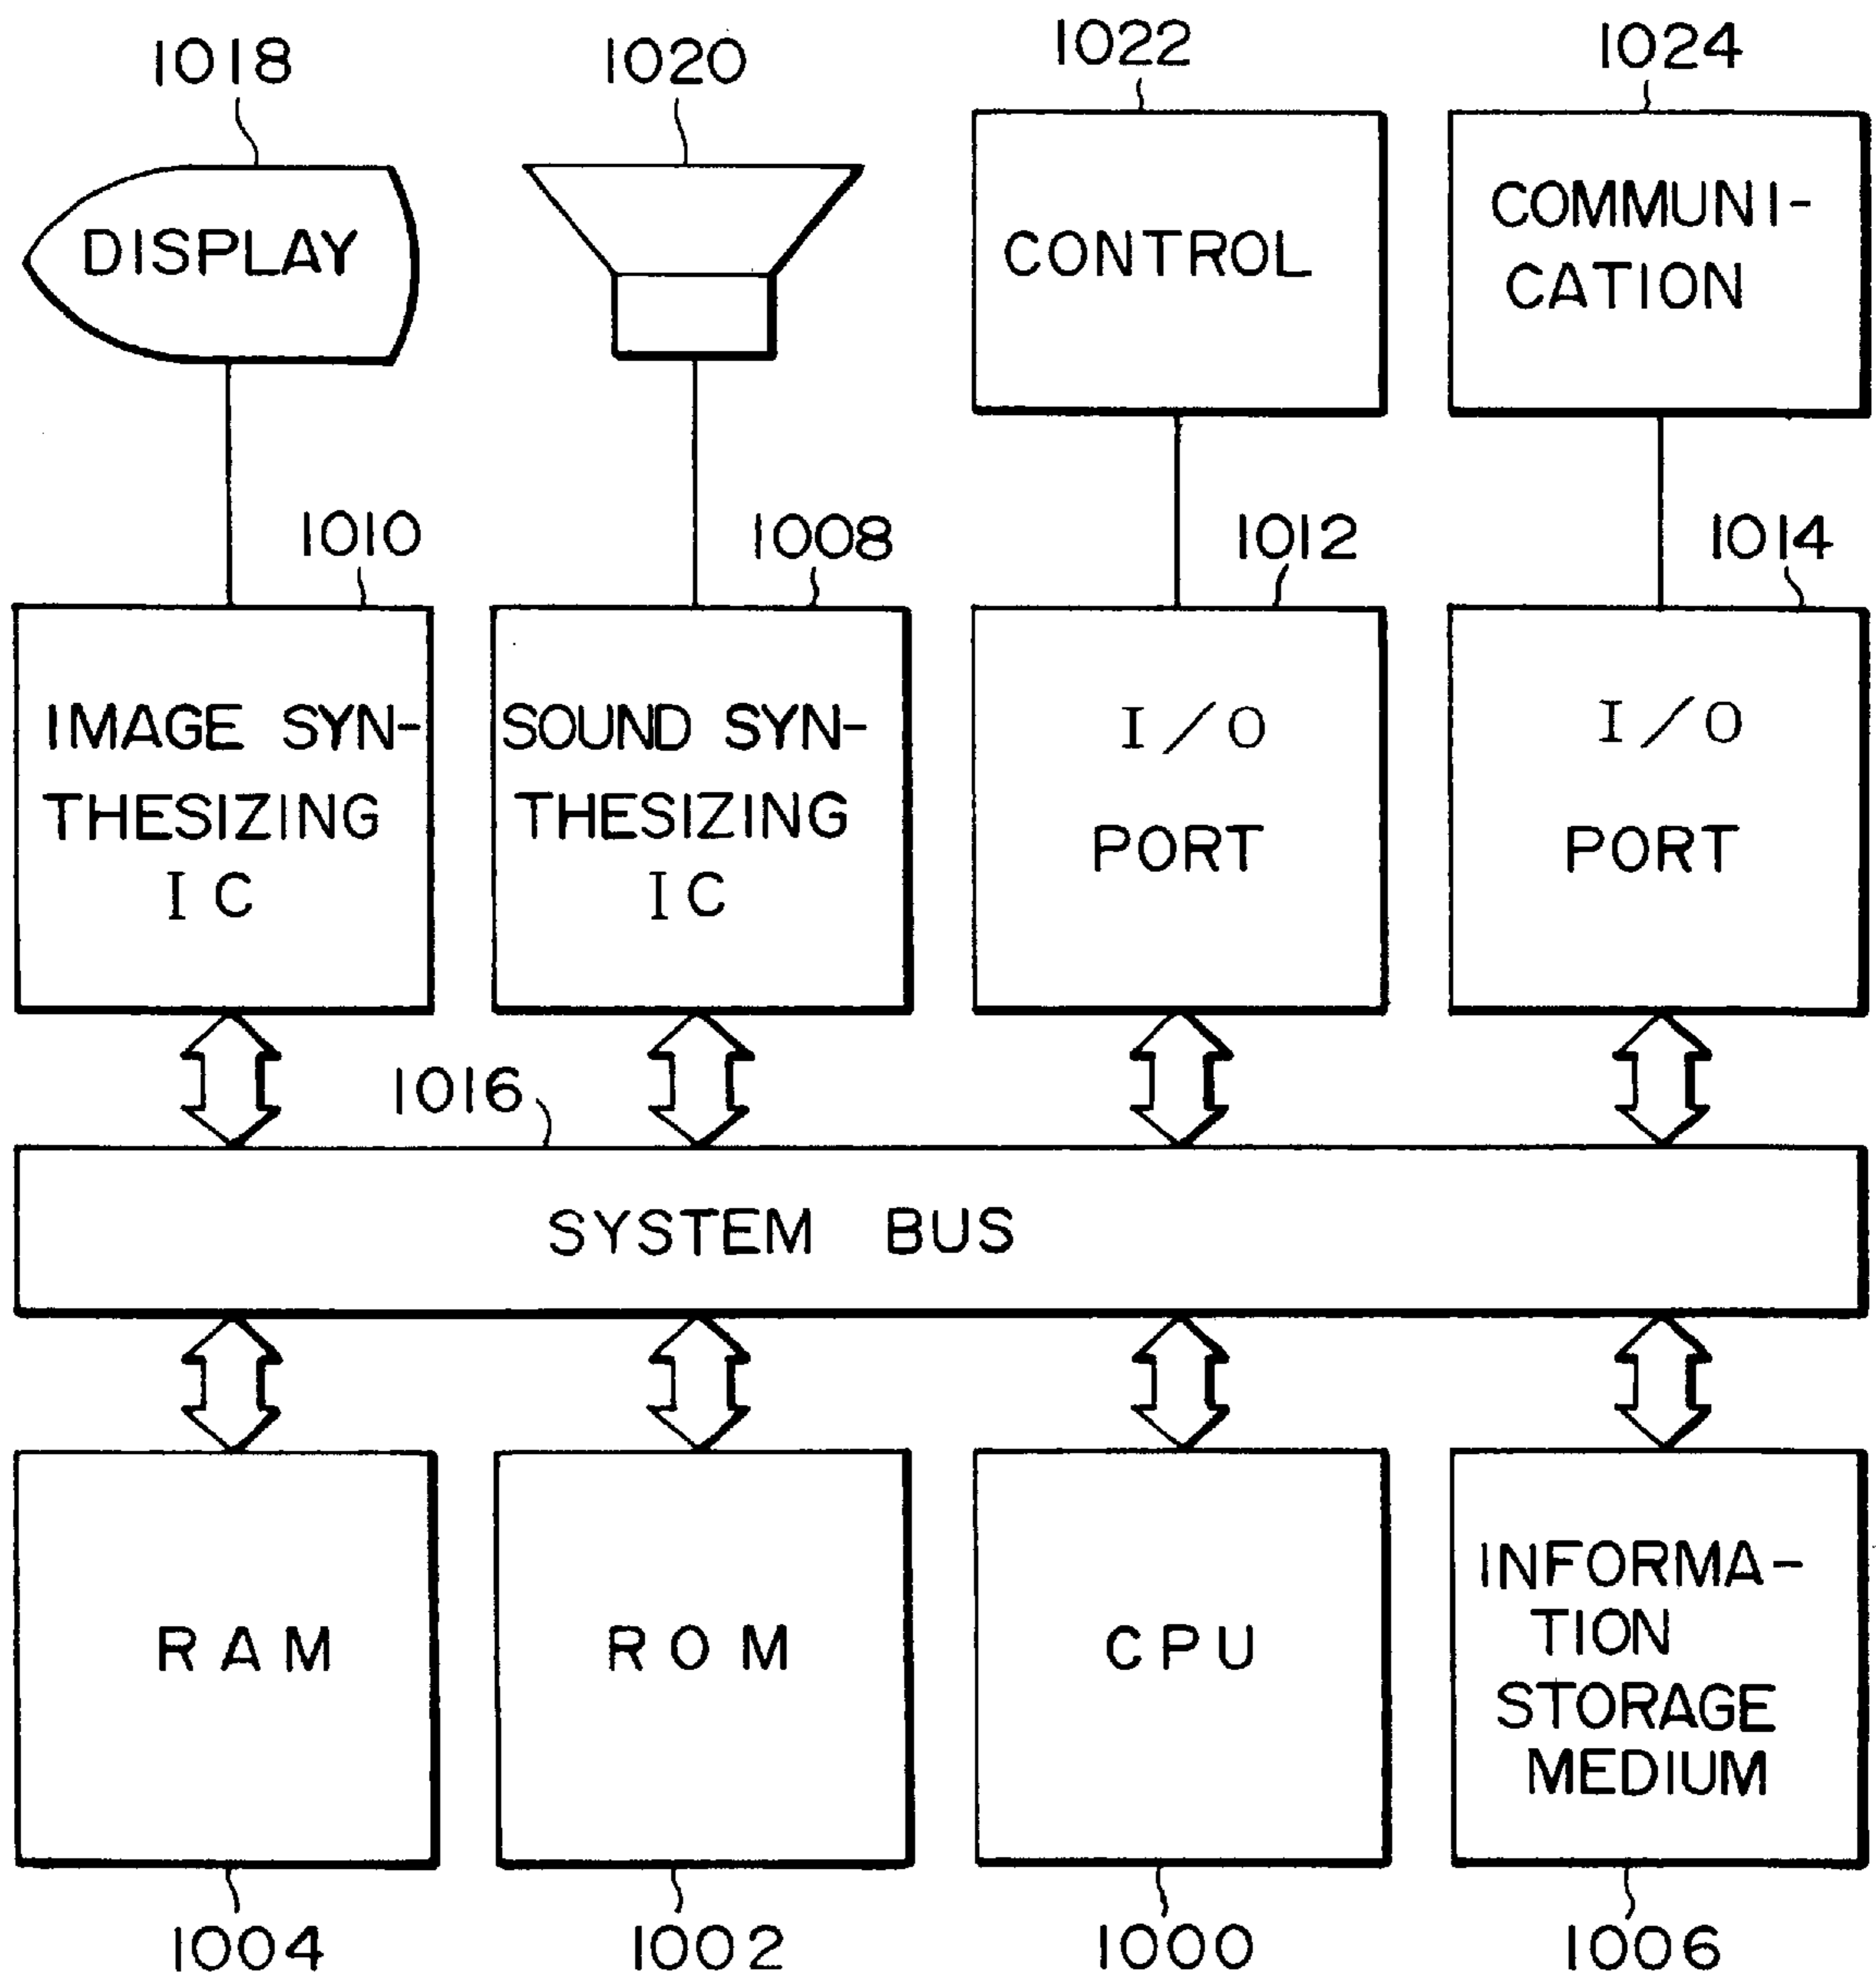 1018
1020
1022
1024
DISPLAY
CONTROL
COMMUNI-
CATION
1010
1008
1012
1014
IMAGE SYN-
THESIZING
IC
SOUND SYN-
THESIZING
IC
I/O
PORT
I/O
PORT
1016
SYSTEM BUS
RAM
ROM
CPU
INFORMA-
TION
STORAGE
MEDIUM
1004
1002
1000
1006